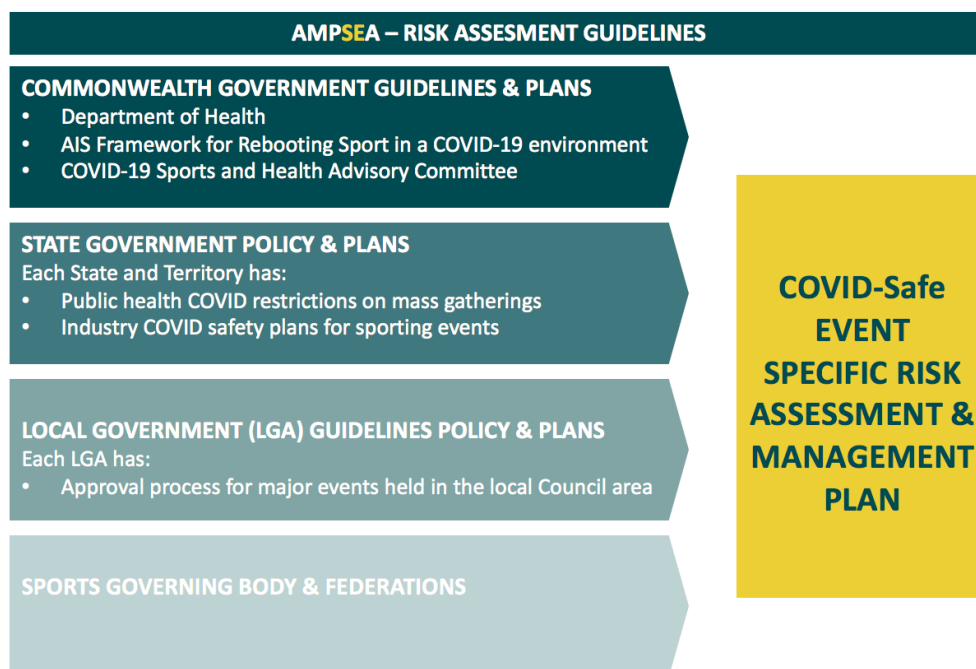 AMPSEA – RISK ASSESMENT GUIDELINES
COMMONWEALTH GOVERNMENT GUIDELINES & PLANS
• Department of Health
• AIS Framework for Rebooting Sport in a COVID-19 environment
• COVID-19 Sports and Health Advisory Committee
STATE GOVERNMENT POLICY & PLANS
Each State and Territory has:
• Public health COVID restrictions on mass gatherings
• Industry COVID safety plans for sporting events
LOCAL GOVERNMENT (LGA) GUIDELINES POLICY & PLANS
Each LGA has:
• Approval process for major events held in the local Council area
SPORTS GOVERNING BODY & FEDERATIONS
COVID-Safe
EVENT
SPECIFIC RISK
ASSESSMENT &
MANAGEMENT
PLAN